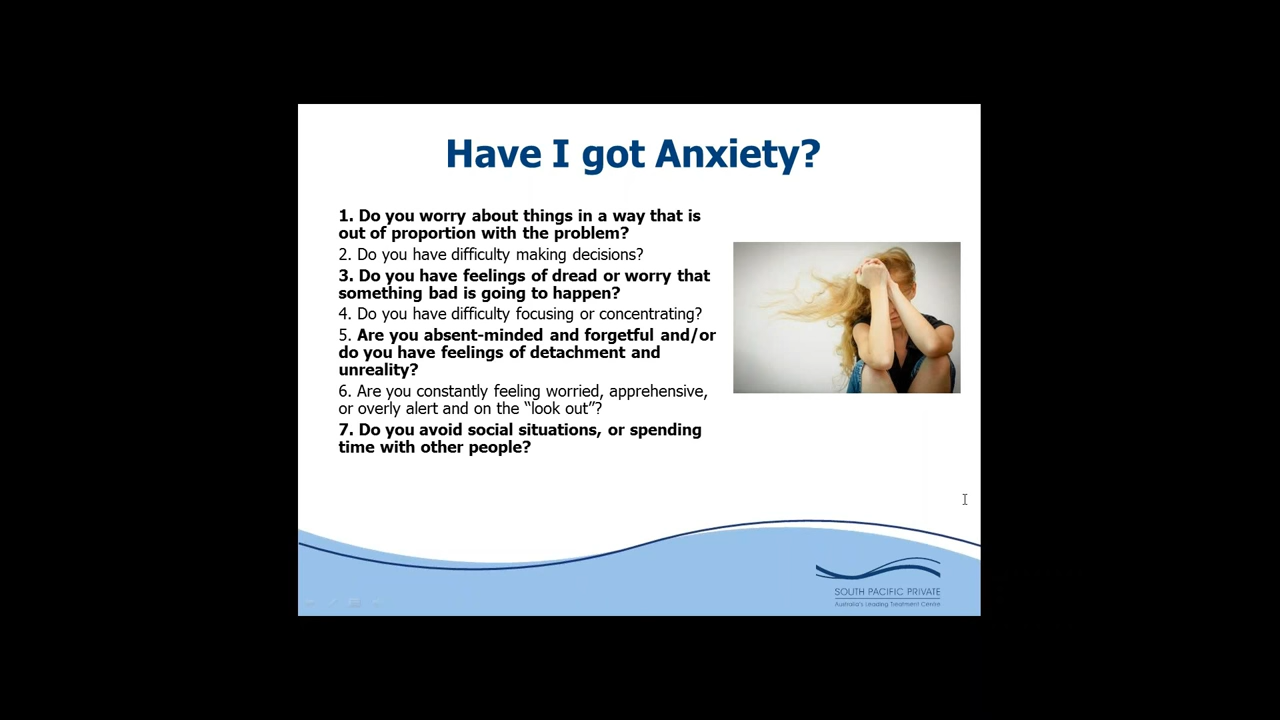 Have I got Anxiety?
1. Do you worry about things in a way that is
out of proportion with the problem?
2. Do you have difficulty making decisions?
3. Do you have feelings of dread or worry that
something bad is going to happen?
4. Do you have difficulty focusing or concentrating?
5. Are you absent-minded and forgetful and/or
do you have feelings of detachment and
unreality?
6. Are you constantly feeling worried, apprehensive,
or overly alert and on the “look out”?
7. Do you avoid social situations, or spending
time with other people?
SOUTH PACIFIC PRIVATE
Australia's Leading Treatment Centre